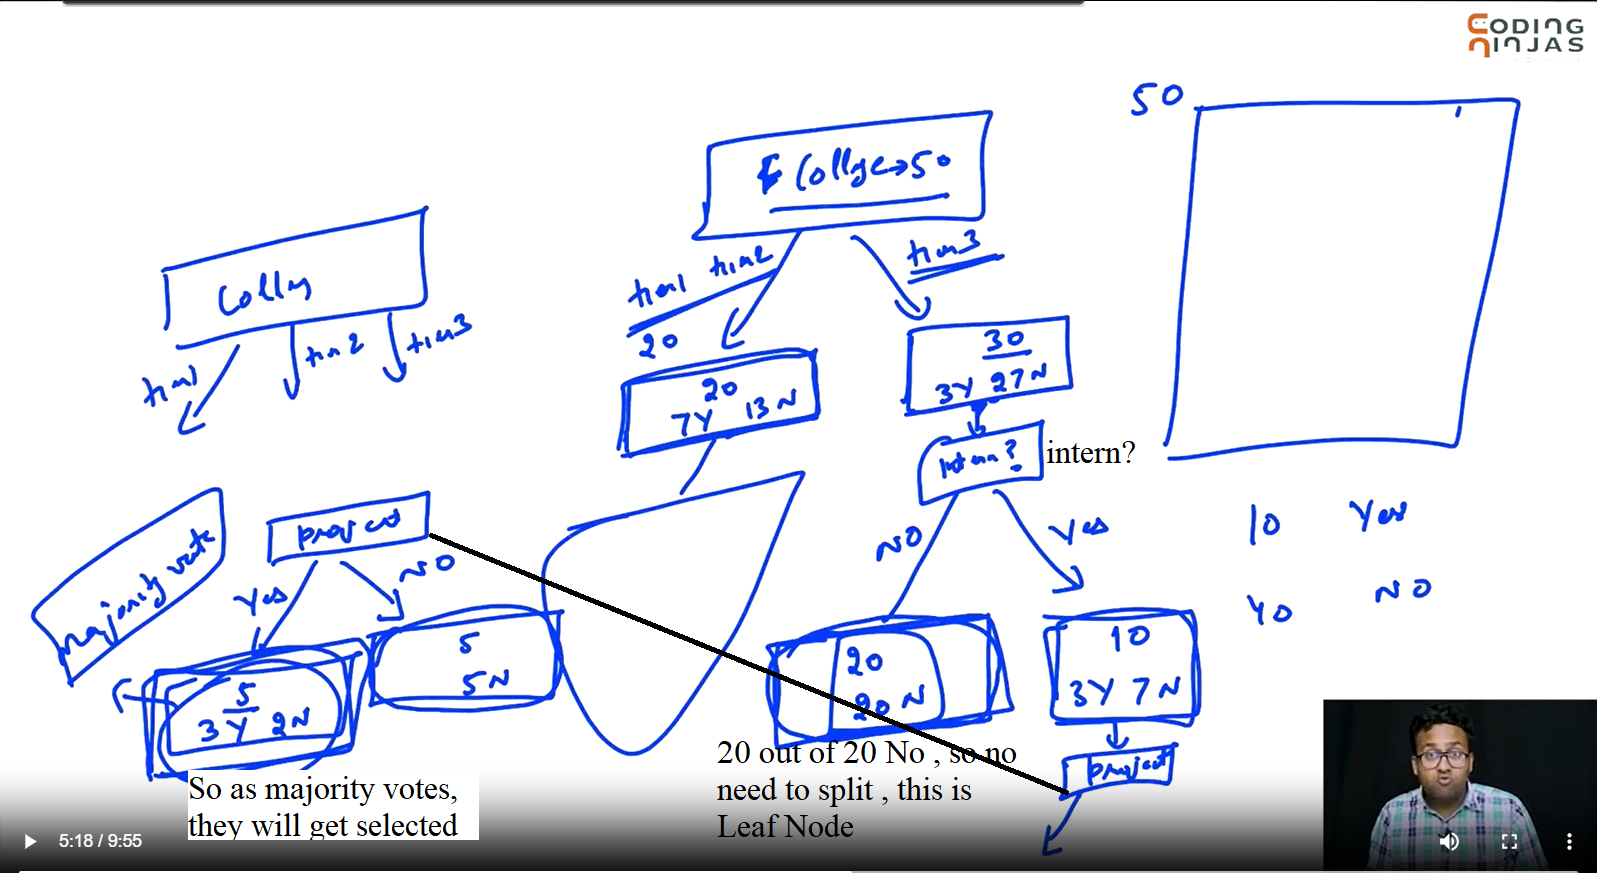 CODING
NINJAS
50
College → 50
tier1 tier2
tier3
20
College
tier1
tier2
tier3
20
7Y 13N
30
3Y 27N
Intern?
intern?
NO
Yes
10 Yes
40 NO
project
Yes
NO
majority vote
5
3Y 2N
5
5N
20
20N
10
3Y 7N
project
20 out of 20 No , so no
need to split , this is
Leaf Node
So as majority votes,
they will get selected
5:18 / 9:55